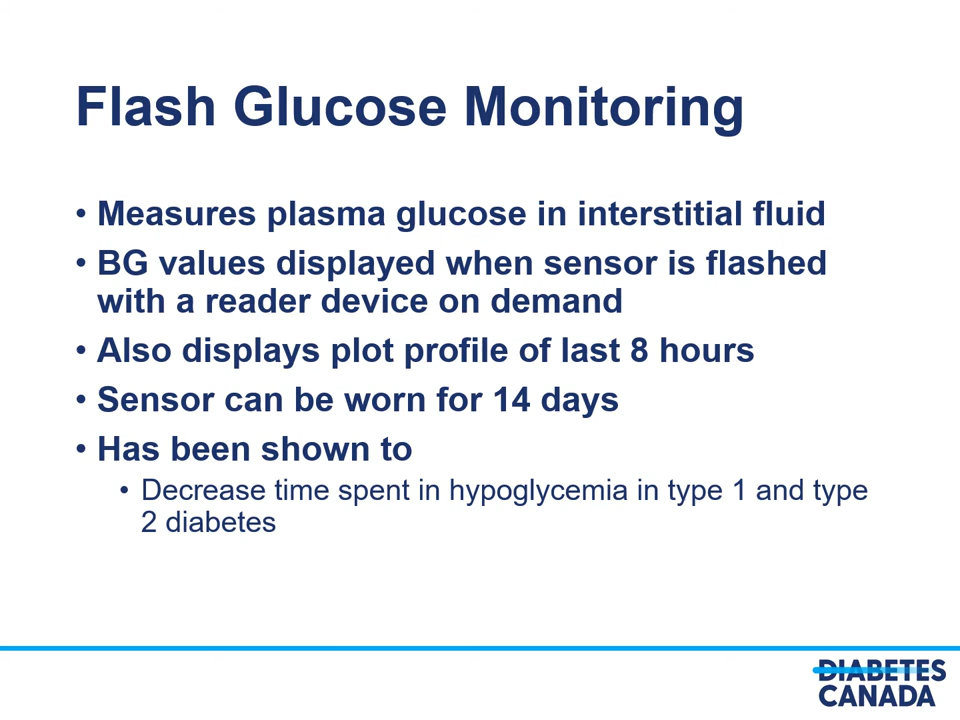 Flash Glucose Monitoring
• Measures plasma glucose in interstitial fluid
• BG values displayed when sensor is flashed
with a reader device on demand
• Also displays plot profile of last 8 hours
• Sensor can be worn for 14 days
• Has been shown to
• Decrease time spent in hypoglycemia in type 1 and type
2 diabetes
DIABETES
CANADA